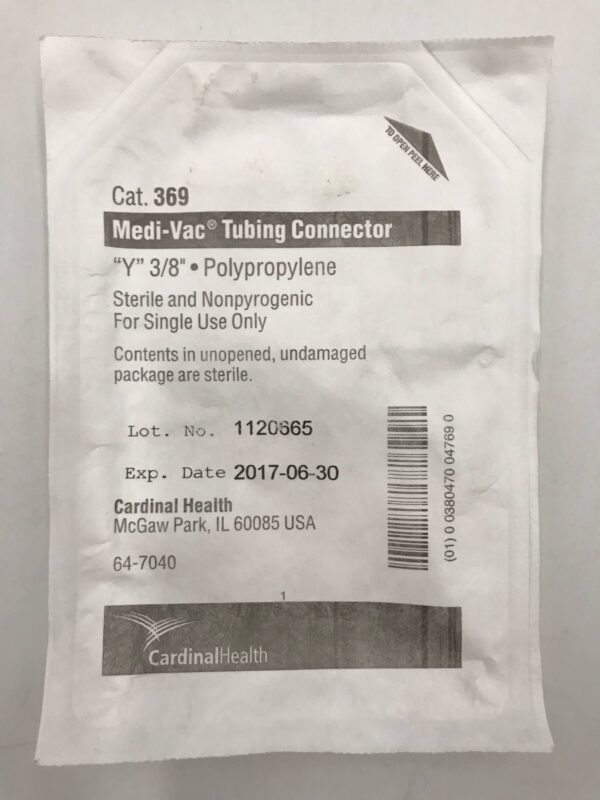 TO OPEN PEEL HERE
Cat. 369
Medi-Vac® Tubing Connector
"Y" 3/8" • Polypropylene
Sterile and Nonpyrogenic
For Single Use Only
Contents in unopened, undamaged
package are sterile.
Lot. No. 1120665
Exp. Date 2017-06-30
Cardinal Health
McGaw Park, IL 60085 USA
64-7040
(01) 0 0380470 04769 0
1
CardinalHealth